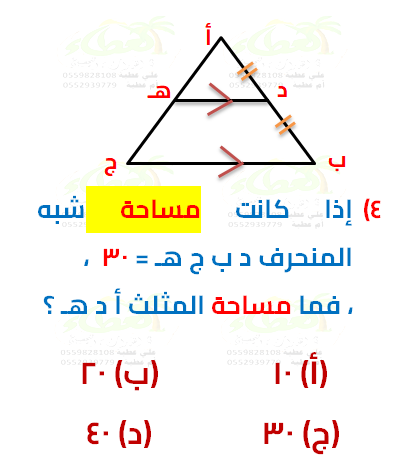 أ
هـ
د
ج
ب
٤) إذا كانت مساحة شبه
المنحرف د ب ج هـ = ٣٠ ،
، فما مساحة المثلث أ د هـ ؟
(أ) ١٠
(ب) ٢٠
(ج) ٣٠
(د) ٤٠